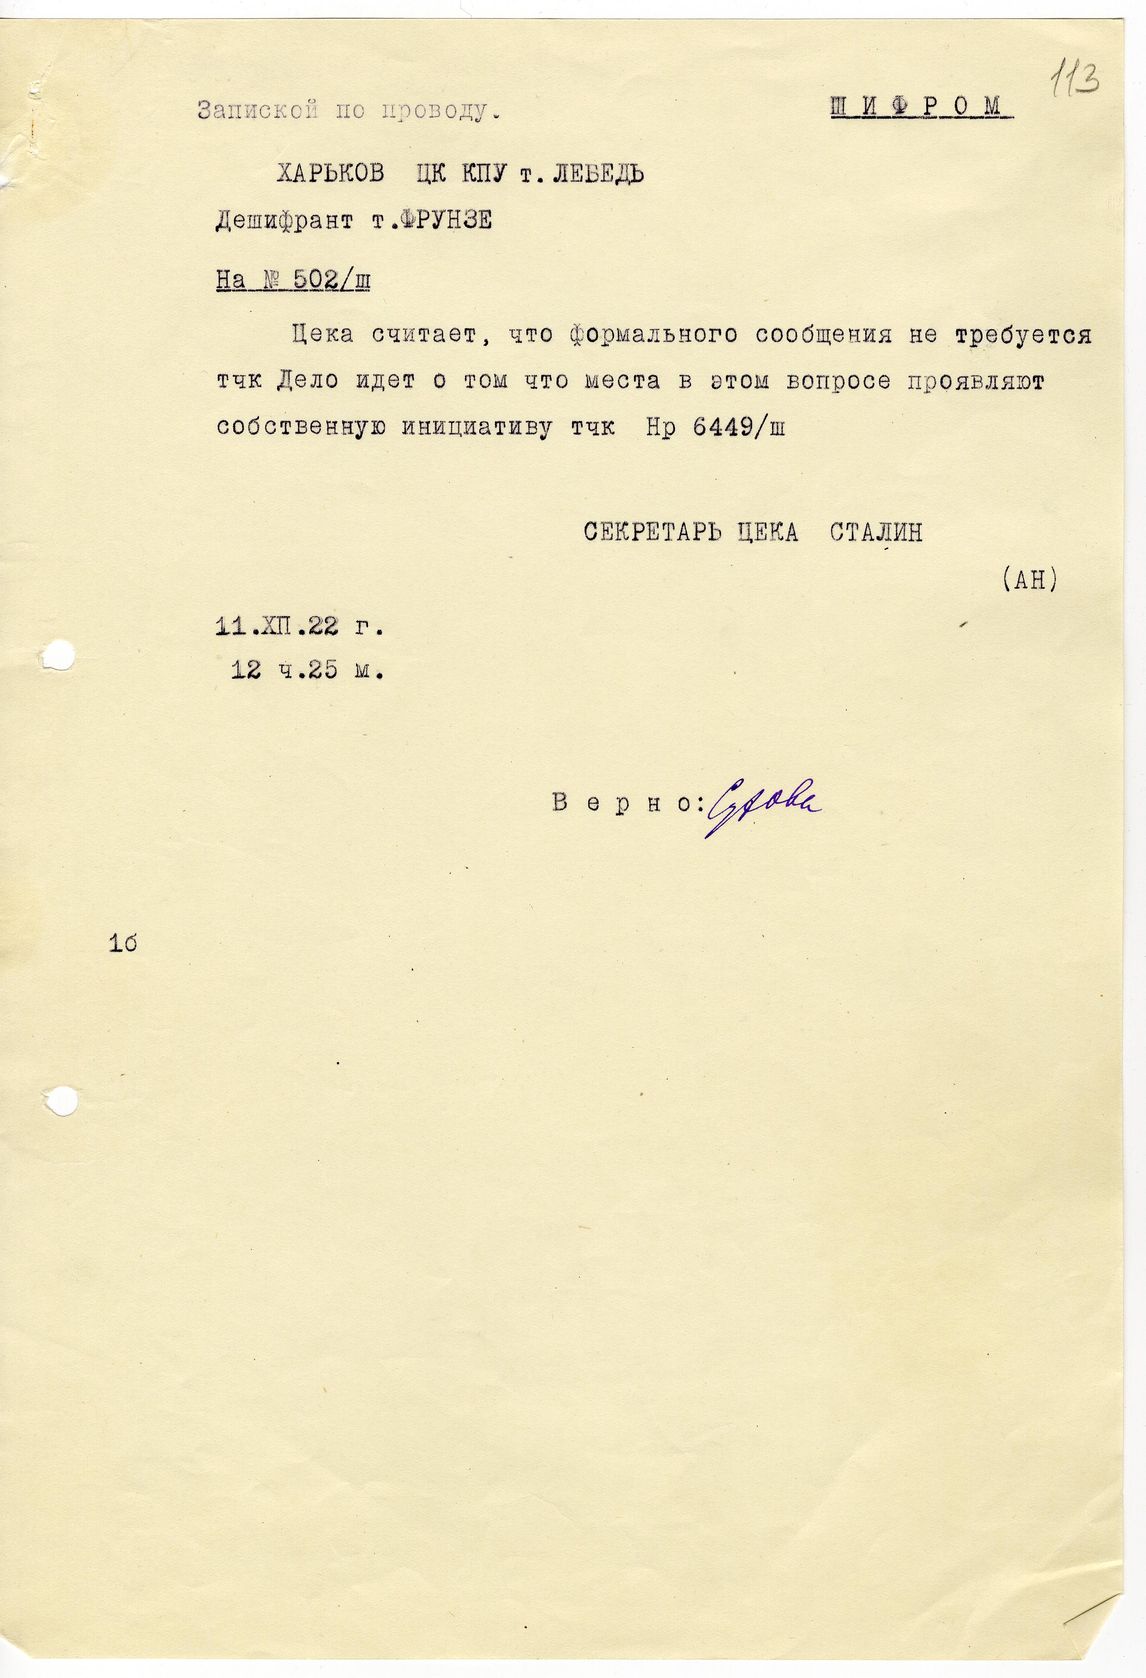 113
Запиской по проводу.
ШИФРОМ
ХАРЬКОВ ЦК КПУ т. ЛЕБЕДЬ
Дешифрант т.ФРУНЗЕ
На № 502/ш
Цека считает, что формального сообщения не требуется
тчк Дело идет о том что места в этом вопросе проявляют
собственную инициативу тчк Нр 6449/ш
СЕКРЕТАРЬ ЦЕКА СТАЛИН
(АН)
11.ХП.22 г.
12 ч.25 м.
Верно:
1б